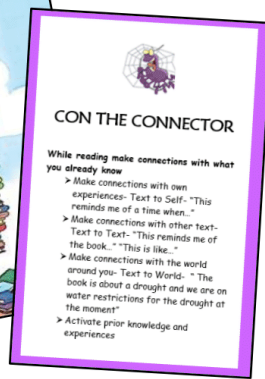 CON THE CONNECTOR
While reading make connections with what
you already know
➤ Make connections with own
experiences- Text to Self- "This
reminds me of a time when..."
➤ Make connections with other text-
Text to Text- "This reminds me of
the book..." "This is like..."
➤ Make connections with the world
around you- Text to World- " The
book is about a drought and we are on
water restrictions for the drought at
the moment"
➤ Activate prior knowledge and
experiences